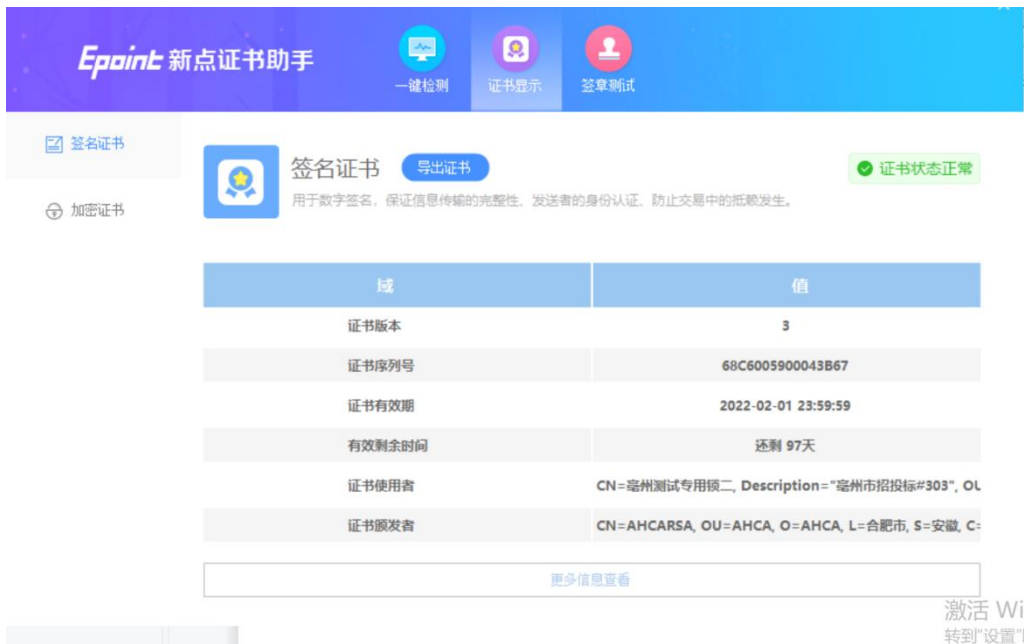 Epoint 新点证书助手
一键检测
证书显示
签章测试
签名证书
加密证书
签名证书
导出证书
证书状态正常
用于数字签名，保证信息传输的完整性、发送者的身份认证、防止交易中的抵赖发生。
域 值
证书版本 3
证书序列号 68C6005900043B67
证书有效期 2022-02-01 23:59:59
有效剩余时间 还剩 97天
证书使用者 CN=亳州测试专用锁二, Description="亳州市招投标#303", OU
证书颁发者 CN=AHCARSA, OU=AHCA, O=AHCA, L=合肥市, S=安徽, C=
更多信息查看
激活 Wi
转到"设置"